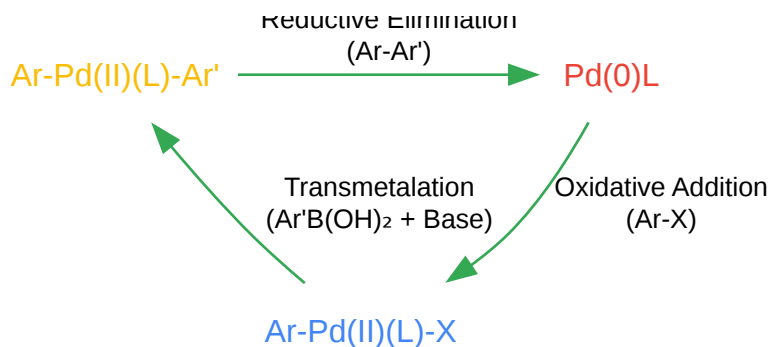 Reductive Elimination
(Ar-Ar')
Ar-Pd(II)(L)-Ar'
Pd(0)L
Transmetalation
(Ar'B(OH)₂ + Base)
Oxidative Addition
(Ar-X)
Ar-Pd(II)(L)-X